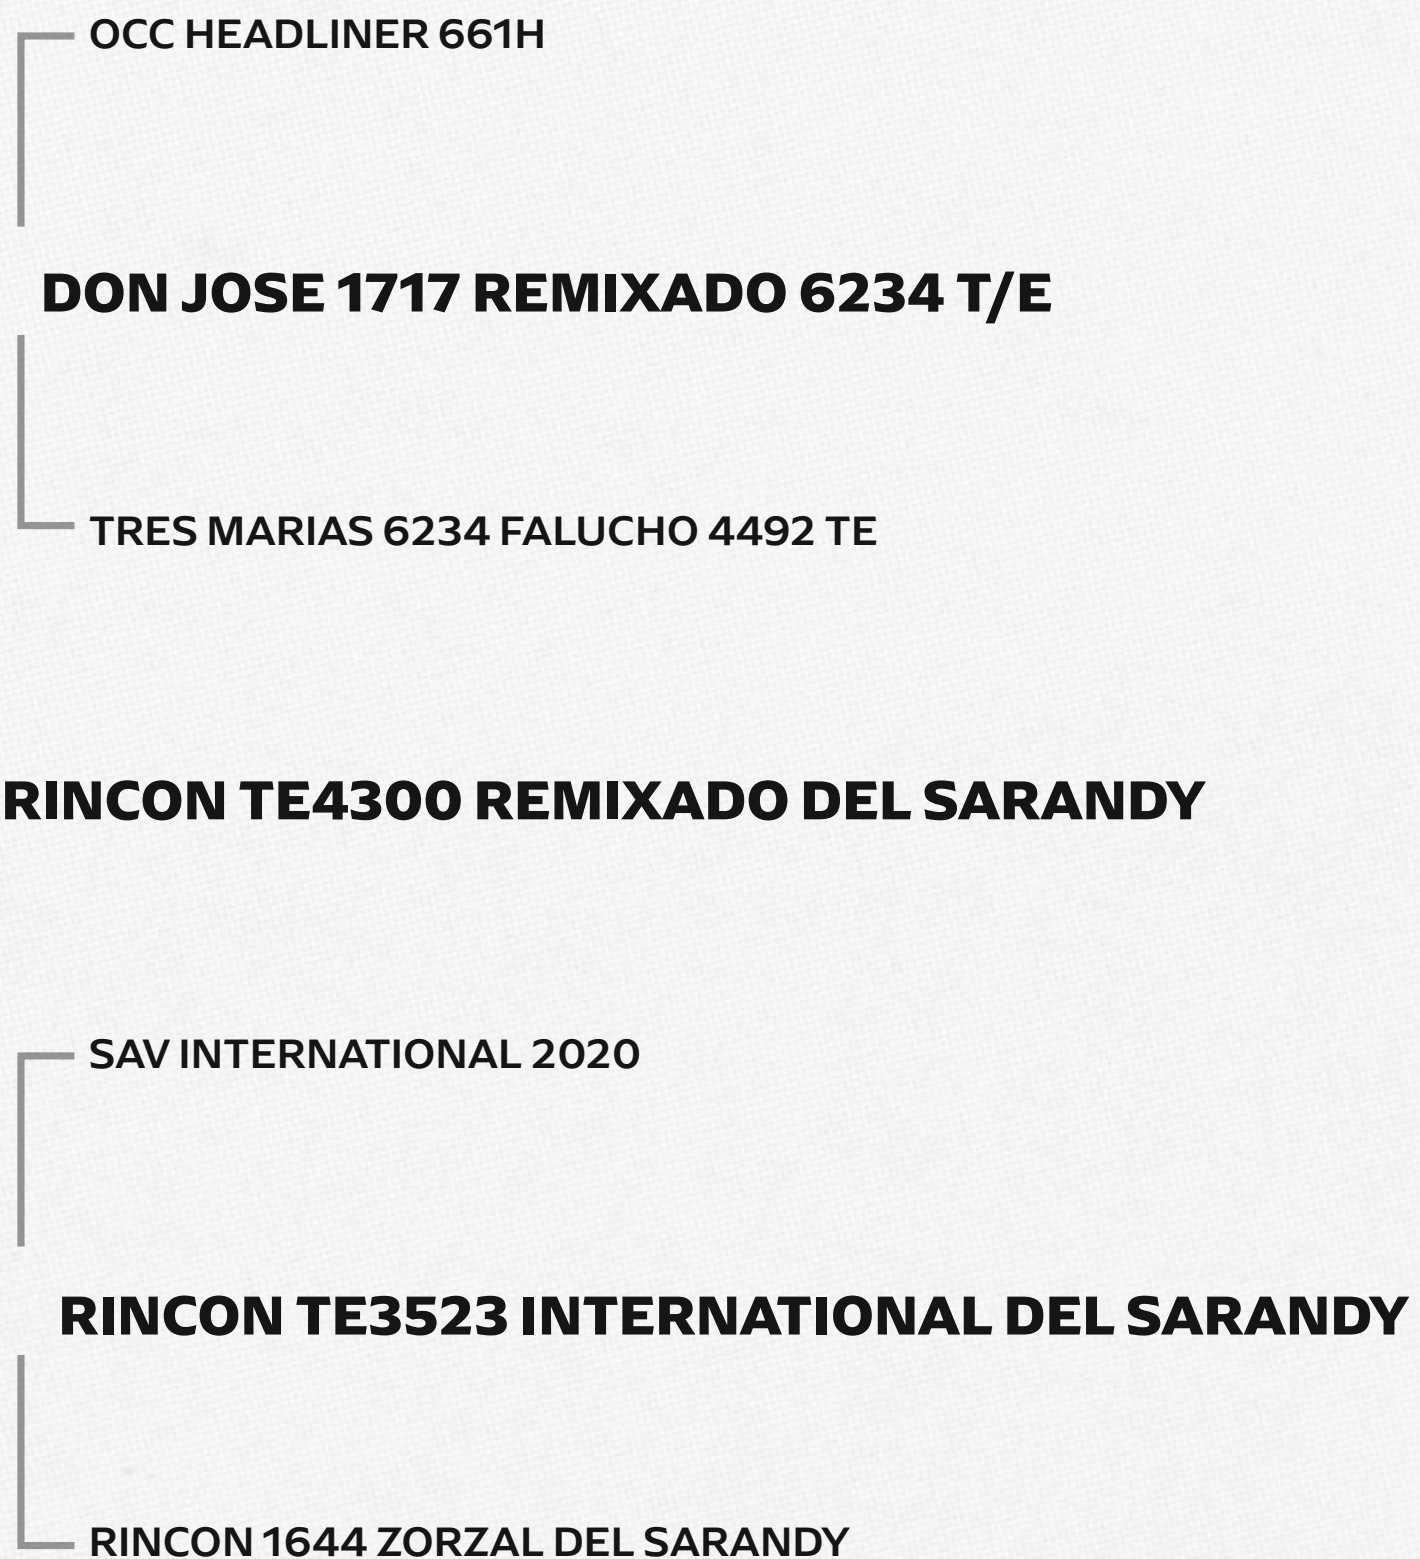 OCC HEADLINER 661H
DON JOSE 1717 REMIXADO 6234 T/E
TRES MARIAS 6234 FALUCHO 4492 TE
RINCON TE4300 REMIXADO DEL SARANDY
SAV INTERNATIONAL 2020
RINCON TE3523 INTERNATIONAL DEL SARANDY
RINCON 1644 ZORZAL DEL SARANDY